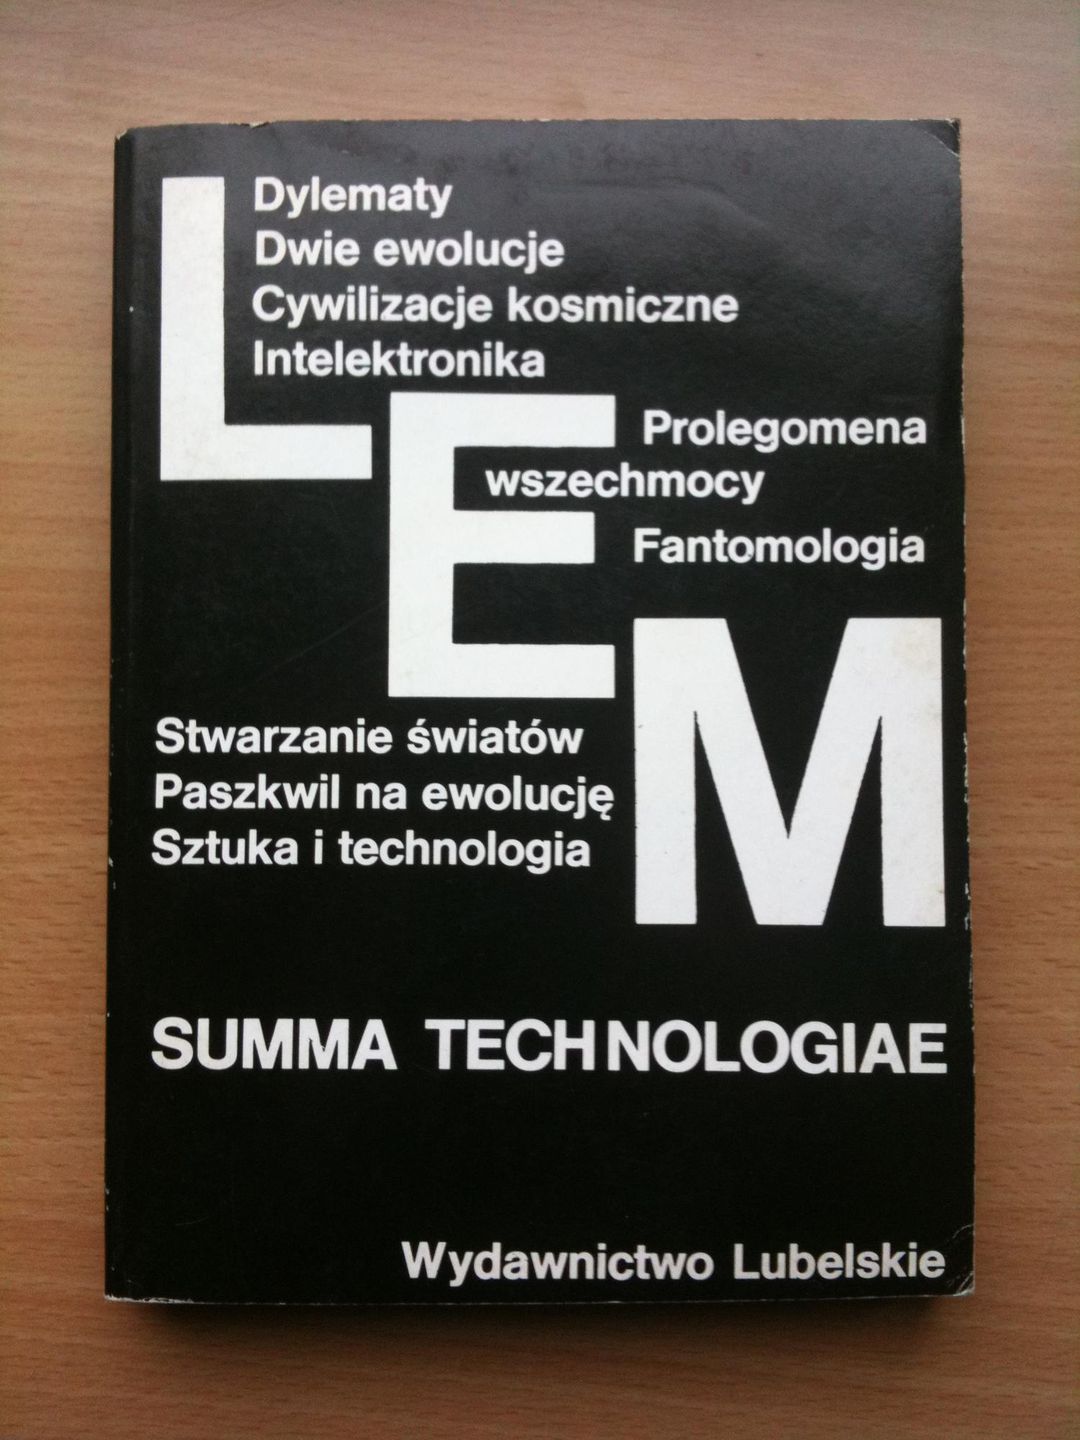 LEM
Dylematy
Dwie ewolucje
Cywilizacje kosmiczne
Intelektronika
Prolegomena
wszechmocy
Fantomologia
Stwarzanie światów
Paszkwil na ewolucję
Sztuka i technologia
SUMMA TECHNOLOGIAE
Wydawnictwo Lubelskie